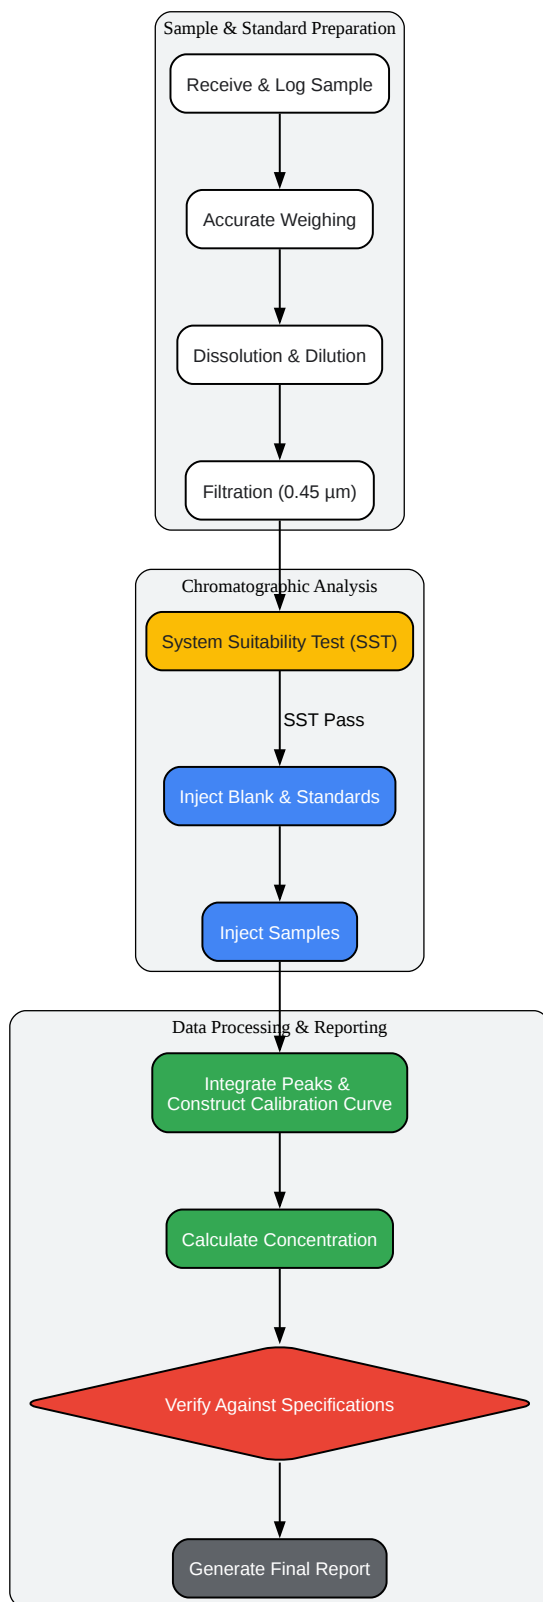 Sample & Standard Preparation
Receive & Log Sample
Accurate Weighing
Dissolution & Dilution
Filtration (0.45 µm)
Chromatographic Analysis
System Suitability Test (SST)
SST Pass
Inject Blank & Standards
Inject Samples
Data Processing & Reporting
Integrate Peaks &
Construct Calibration Curve
Calculate Concentration
Verify Against Specifications
Generate Final Report